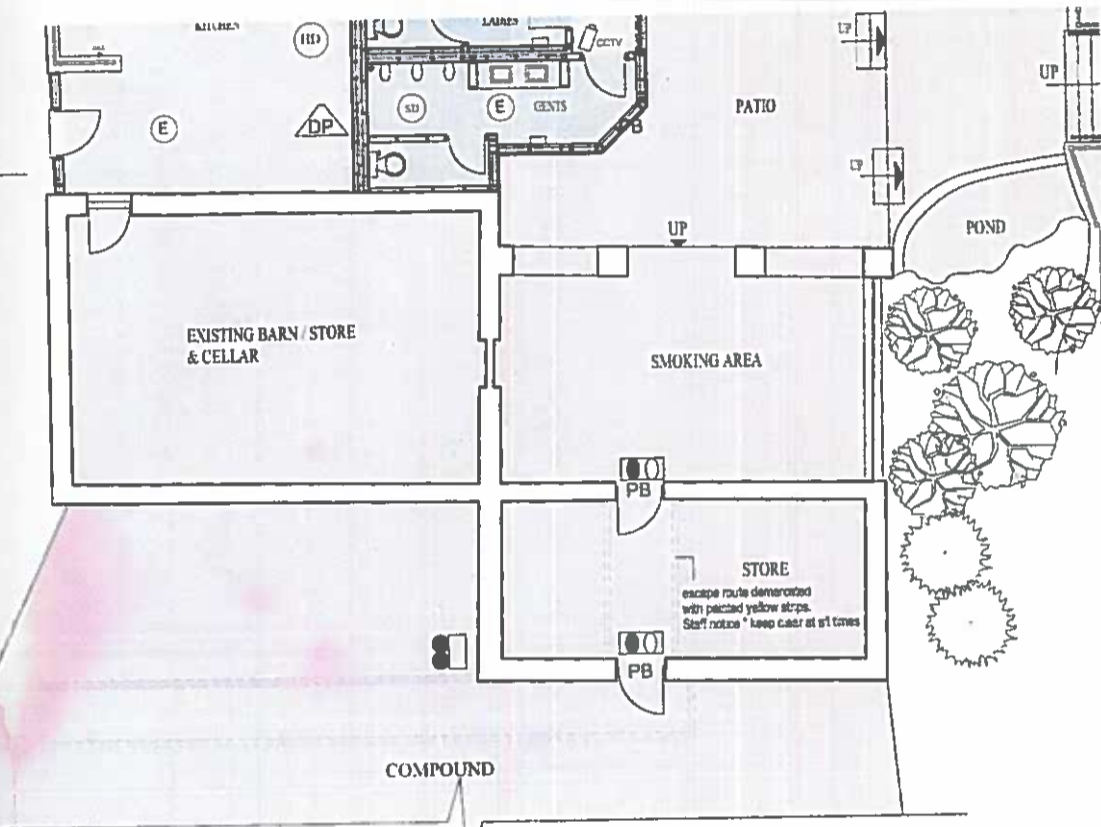 KITCHEN
HD
LADIES
CCTV
UP
UP
SD
E
GENTS
PATIO
E
DP
B
UP
POND
UP
EXISTING BARN / STORE
& CELLAR
SMOKING AREA
PB
STORE
escape route demarcated
with painted yellow strips.
Staff notice " keep clear at all times
PB
COMPOUND